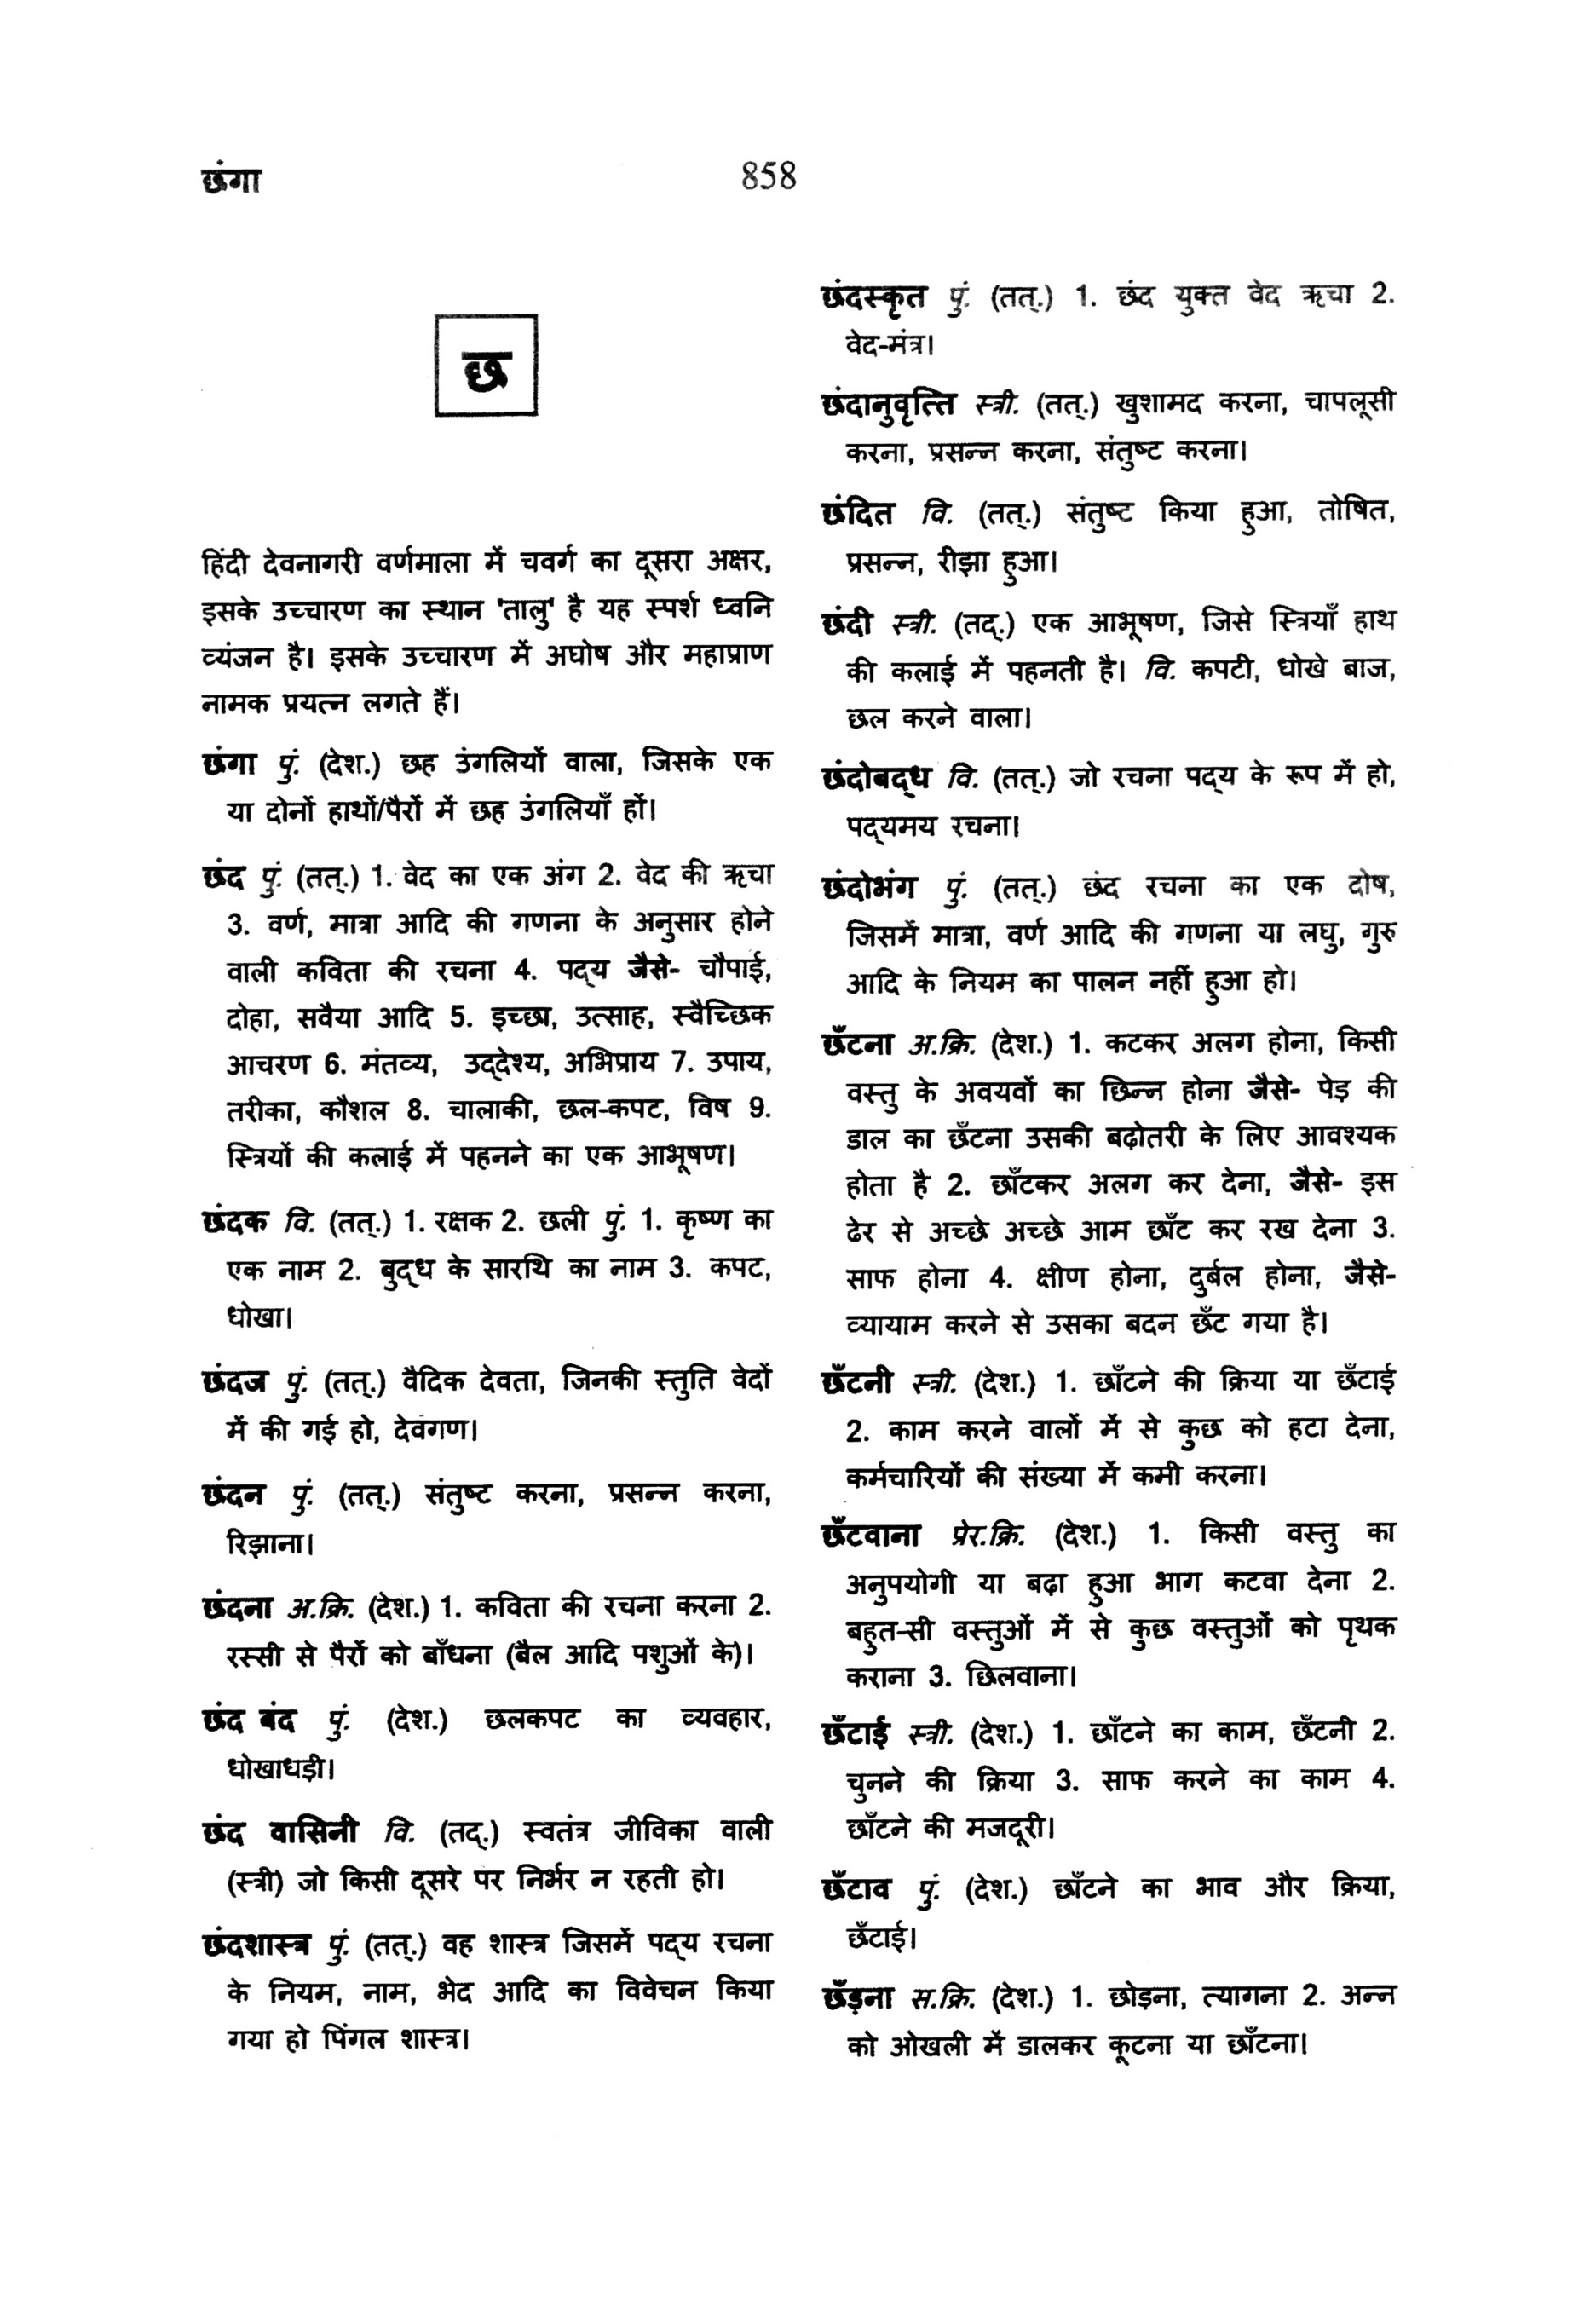 छंगा
858
छ
हिंदी देवनागरी वर्णमाला में चवर्ग का दूसरा अक्षर,
इसके उच्चारण का स्थान 'तालु' है यह स्पर्श ध्वनि
व्यंजन है। इसके उच्चारण में अघोष और महाप्राण
नामक प्रयत्न लगते हैं।
छंगा पुं. (देश.) छह उंगलियों वाला, जिसके एक
या दोनों हाथों/पैरों में छह उंगलियाँ हों।
छंद पुं. (तत्.) 1. वेद का एक अंग 2. वेद की ऋचा
3. वर्ण, मात्रा आदि की गणना के अनुसार होने
वाली कविता की रचना 4. पद्य जैसे- चौपाई,
दोहा, सवैया आदि 5. इच्छा, उत्साह, स्वैच्छिक
आचरण 6. मंतव्य, उद्देश्य, अभिप्राय 7. उपाय,
तरीका, कौशल 8. चालाकी, छल-कपट, विष 9.
स्त्रियों की कलाई में पहनने का एक आभूषण।
छंदक वि. (तत्.) 1. रक्षक 2. छली पुं. 1. कृष्ण का
एक नाम 2. बुद्ध के सारथि का नाम 3. कपट,
धोखा।
छंदज पुं. (तत्.) वैदिक देवता, जिनकी स्तुति वेदों
में की गई हो, देवगण।
छंदन पुं. (तत्.) संतुष्ट करना, प्रसन्न करना,
रिझाना।
छंदना अ.क्रि. (देश.) 1. कविता की रचना करना 2.
रस्सी से पैरों को बाँधना (बैल आदि पशुओं के)।
छंद बंद पुं. (देश.) छलकपट का व्यवहार,
धोखाधड़ी।
छंद वासिनी वि. (तद्.) स्वतंत्र जीविका वाली
(स्त्री) जो किसी दूसरे पर निर्भर न रहती हो।
छंदशास्त्र पुं. (तत्.) वह शास्त्र जिसमें पद्य रचना
के नियम, नाम, भेद आदि का विवेचन किया
गया हो पिंगल शास्त्र।
छंदस्कृत पुं. (तत्.) 1. छंद युक्त वेद ऋचा 2.
वेद-मंत्र।
छंदानुवृत्ति स्त्री. (तत्.) खुशामद करना, चापलूसी
करना, प्रसन्न करना, संतुष्ट करना।
छंदित वि. (तत्.) संतुष्ट किया हुआ, तोषित,
प्रसन्न, रीझा हुआ।
छंदी स्त्री. (तद्.) एक आभूषण, जिसे स्त्रियाँ हाथ
की कलाई में पहनती है। वि. कपटी, धोखे बाज,
छल करने वाला।
छंदोबद्ध वि. (तत्.) जो रचना पद्य के रूप में हो,
पद्यमय रचना।
छंदोभंग पुं. (तत्.) छंद रचना का एक दोष,
जिसमें मात्रा, वर्ण आदि की गणना या लघु, गुरु
आदि के नियम का पालन नहीं हुआ हो।
छँटना अ.क्रि. (देश.) 1. कटकर अलग होना, किसी
वस्तु के अवयवों का छिन्न होना जैसे- पेड़ की
डाल का छँटना उसकी बढ़ोतरी के लिए आवश्यक
होता है 2. छाँटकर अलग कर देना, जैसे- इस
ढेर से अच्छे अच्छे आम छाँट कर रख देना 3.
साफ होना 4. क्षीण होना, दुर्बल होना, जैसे-
व्यायाम करने से उसका बदन छँट गया है।
छँटनी स्त्री. (देश.) 1. छाँटने की क्रिया या छँटाई
2. काम करने वालों में से कुछ को हटा देना,
कर्मचारियों की संख्या में कमी करना।
छँटवाना प्रेर.क्रि. (देश.) 1. किसी वस्तु का
अनुपयोगी या बढ़ा हुआ भाग कटवा देना 2.
बहुत-सी वस्तुओं में से कुछ वस्तुओं को पृथक
कराना 3. छिलवाना।
छँटाई स्त्री. (देश.) 1. छाँटने का काम, छँटनी 2.
चुनने की क्रिया 3. साफ करने का काम 4.
छाँटने की मजदूरी।
छँटाव पुं. (देश.) छाँटने का भाव और क्रिया,
छँटाई।
छँड़ना स.क्रि. (देश.) 1. छोड़ना, त्यागना 2. अन्न
को ओखली में डालकर कूटना या छाँटना।